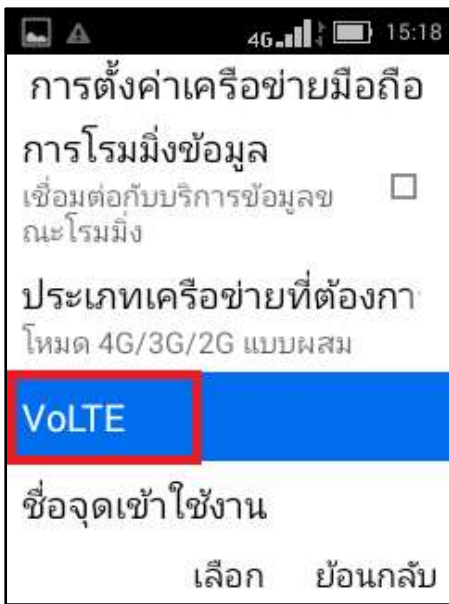 4G 15:18
การตั้งค่าเครือข่ายมือถือ
การโรมมิ่งข้อมูล
เชื่อมต่อกับบริการข้อมูลข
ณะโรมมิ่ง
ประเภทเครือข่ายที่ต้องกา
โหมด 4G/3G/2G แบบผสม
VoLTE
ชื่อจุดเข้าใช้งาน
เลือก ย้อนกลับ